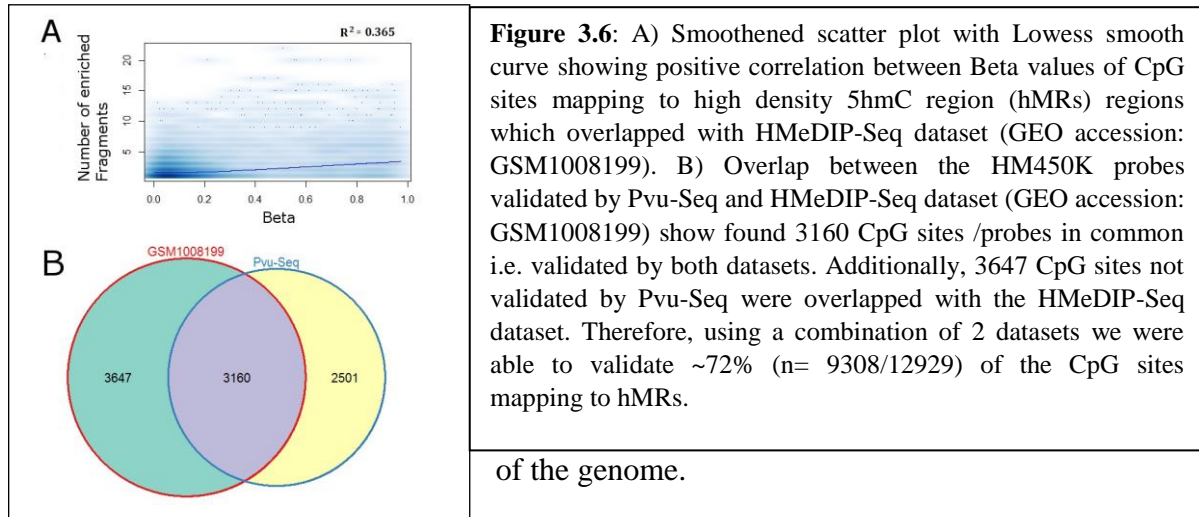 A
R² = 0.365
Number of enriched
Fragments
20
15
10
5
0.0 0.2 0.4 0.6 0.8 1.0
Beta
B
GSM1008199
Pvu-Seq
3647 3160 2501
Figure 3.6: A) Smoothened scatter plot with Lowess smooth
curve showing positive correlation between Beta values of CpG
sites mapping to high density 5hmC region (hMRs) regions
which overlapped with HMeDIP-Seq dataset (GEO accession:
GSM1008199). B) Overlap between the HM450K probes
validated by Pvu-Seq and HMeDIP-Seq dataset (GEO accession:
GSM1008199) show found 3160 CpG sites /probes in common
i.e. validated by both datasets. Additionally, 3647 CpG sites not
validated by Pvu-Seq were overlapped with the HMeDIP-Seq
dataset. Therefore, using a combination of 2 datasets we were
able to validate ~72% (n= 9308/12929) of the CpG sites
mapping to hMRs.
of the genome.